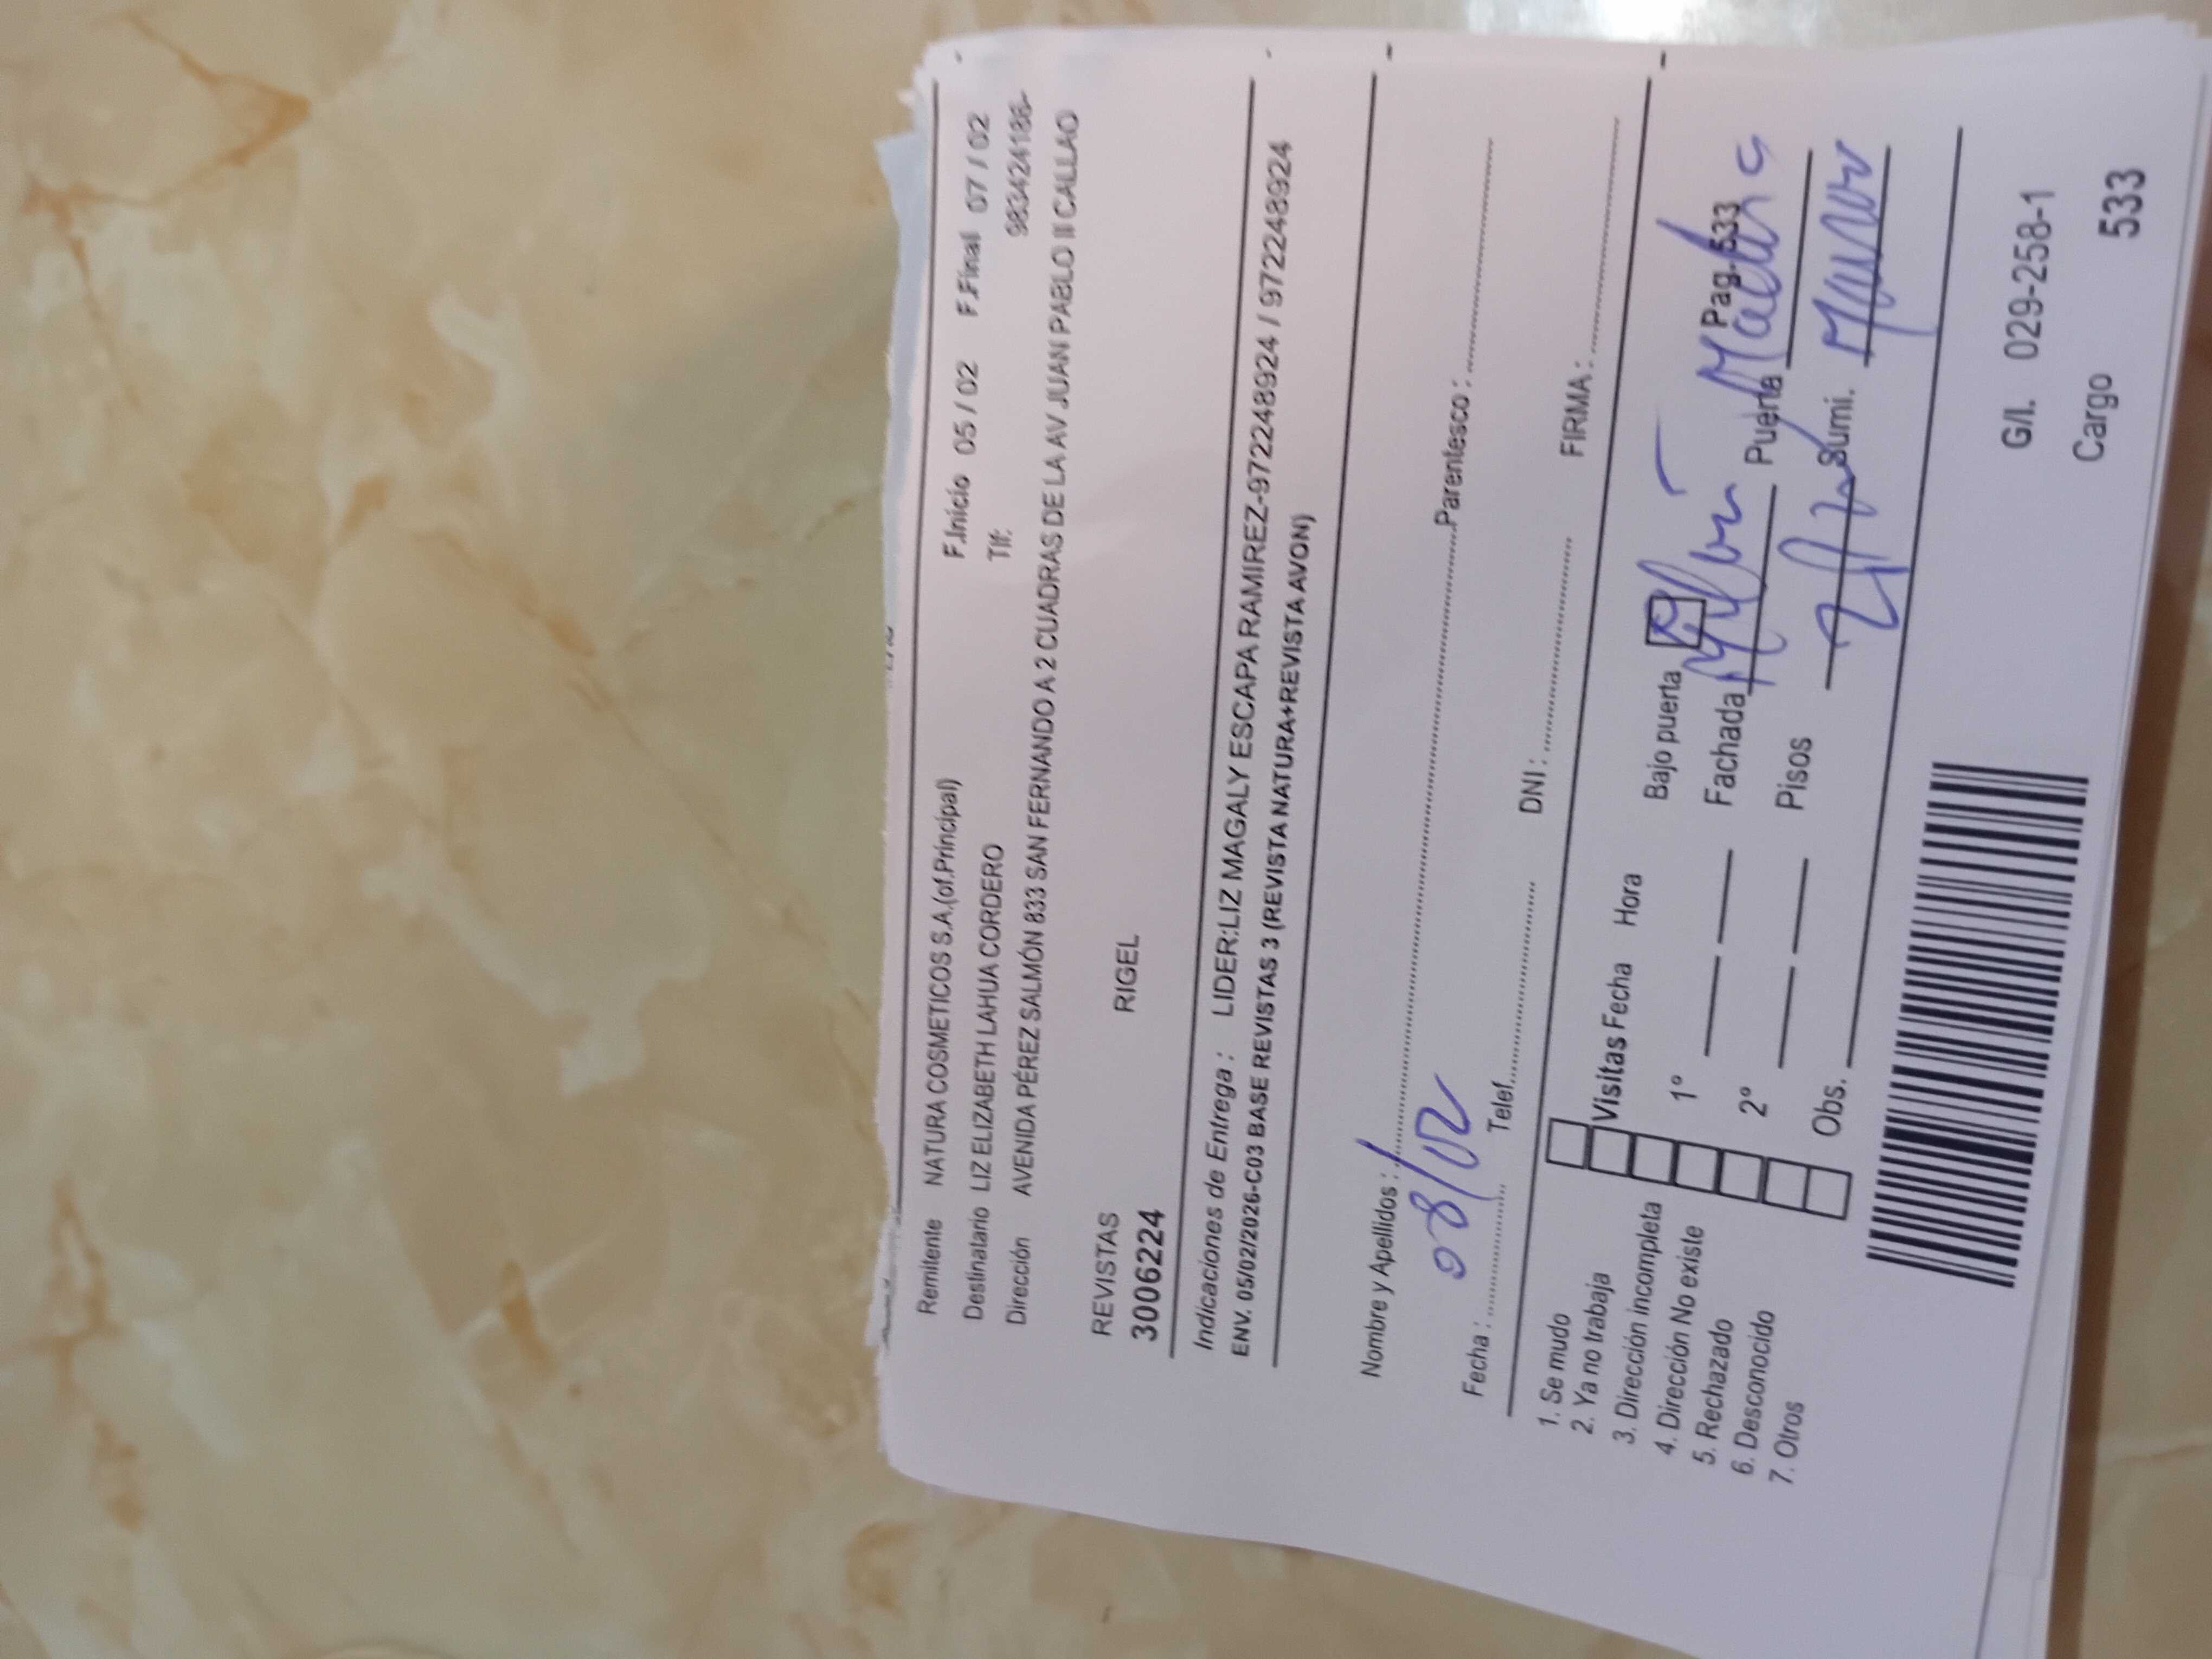 Remitente NATURA COSMETICOS S.A.(of.Principal) F.Inicio 05 / 02 F.Final 07 / 02
Destinatario LIZ ELIZABETH LAHUA CORDERO Tlf: 983424186-
Dirección AVENIDA PÉREZ SALMÓN 833 SAN FERNANDO A 2 CUADRAS DE LA AV JUAN PABLO II CALLAO
REVISTAS RIGEL
3006224
Indicaciones de Entrega : LIDER:LIZ MAGALY ESCAPA RAMIREZ-972248924 / 972248924
ENV. 05/02/2026-C03 BASE REVISTAS 3 (REVISTA NATURA+REVISTA AVON)
Nombre y Apellidos : Parentesco :
Fecha : 08/02 Telef. DNI : FIRMA :
1. Se mudo
2. Ya no trabaja
3. Dirección incompleta
4. Dirección No existe
5. Rechazado
6. Desconocido
7. Otros
Visitas Fecha Hora Bajo puerta
1° Fachada Puerta Pag. 533
2° Pisos Sumi.
Obs.
G/I. 029-258-1
Cargo 533